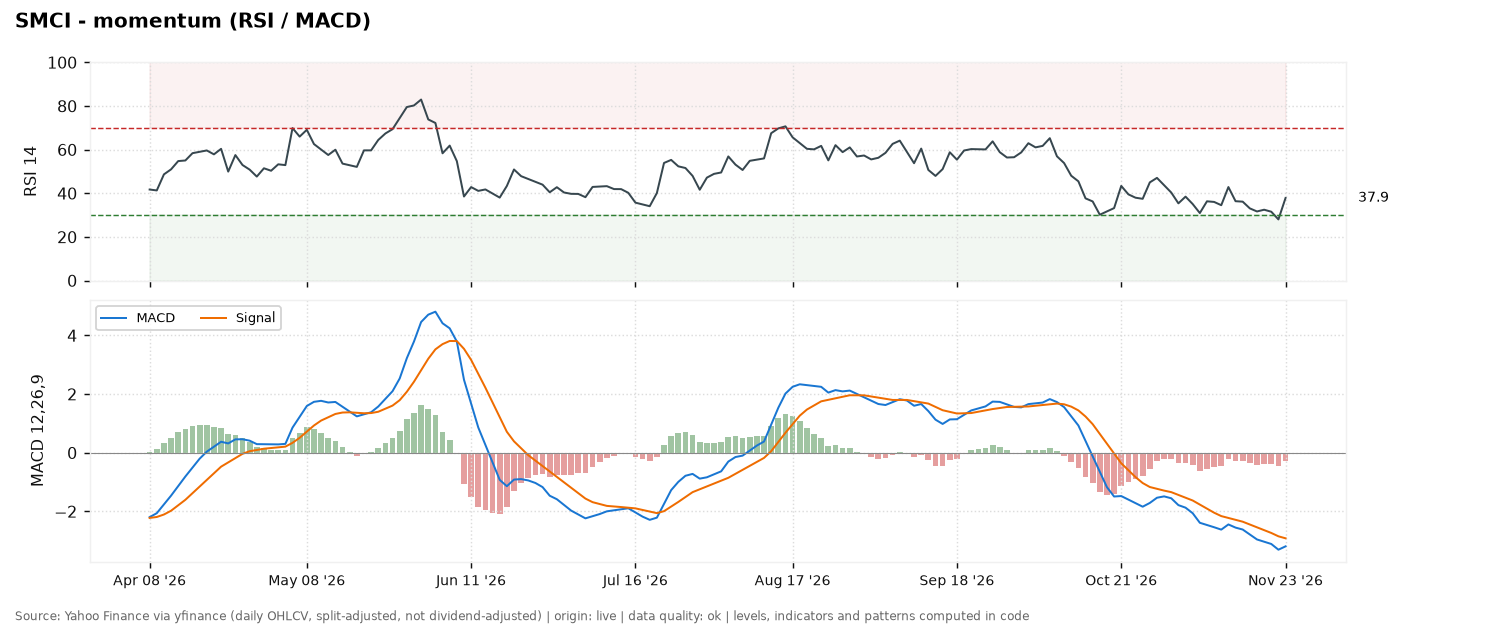 SMCI - momentum (RSI / MACD)
100
80
60
40
20
0
RSI 14
37.9
MACD Signal
4
2
0
−2
MACD 12,26,9
Apr 08 '26 May 08 '26 Jun 11 '26 Jul 16 '26 Aug 17 '26 Sep 18 '26 Oct 21 '26 Nov 23 '26
Source: Yahoo Finance via yfinance (daily OHLCV, split-adjusted, not dividend-adjusted) | origin: live | data quality: ok | levels, indicators and patterns computed in code